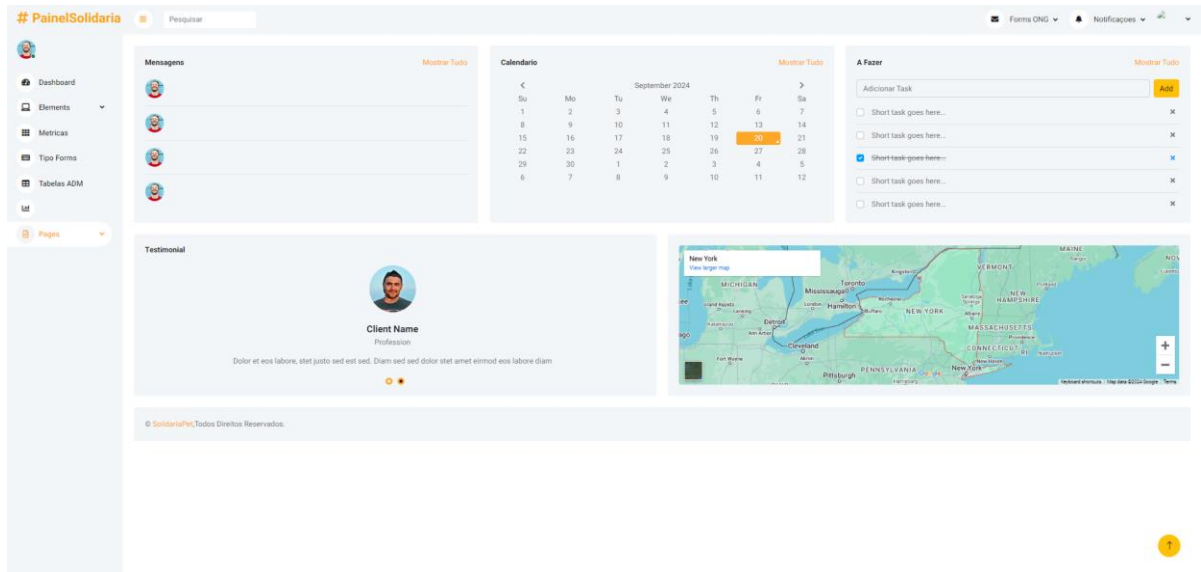 # PainelSolidaria
Pesquisar
Forms ONG
Notificaçoes
Dashboard
Elements
Metricas
Tipo Forms
Tabelas ADM
Pages
Mensagens
Mostrar Tudo
Calendario
Mostrar Tudo
September 2024
Su Mo Tu We Th Fr Sa
1 2 3 4 5 6 7
8 9 10 11 12 13 14
15 16 17 18 19 20 21
22 23 24 25 26 27 28
29 30 1 2 3 4 5
6 7 8 9 10 11 12
A Fazer
Mostrar Tudo
Adicionar Task
Add
Short task goes here...
Short task goes here...
Short task goes here...
Short task goes here...
Short task goes here...
Testimonial
Client Name
Profession
Dolor et eos labore, stet justo sed est sed. Diam sed sed dolor stet amet eirmod eos labore diam
New York
View larger map
MAINE
VERMONT
MICHIGAN
Toronto
Mississauga
NEW HAMPSHIRE
London
Hamilton
Buffalo
NEW YORK
Albany
Detroit
MASSACHUSETTS
Providence
Cleveland
CONNECTICUT
RI
Fort Wayne
Akron
New Haven
PENNSYLVANIA
New York
Pittsburgh
Keyboard shortcuts
Map data ©2024 Google
Terms
© SolidariaPet,Todos Direitos Reservados.